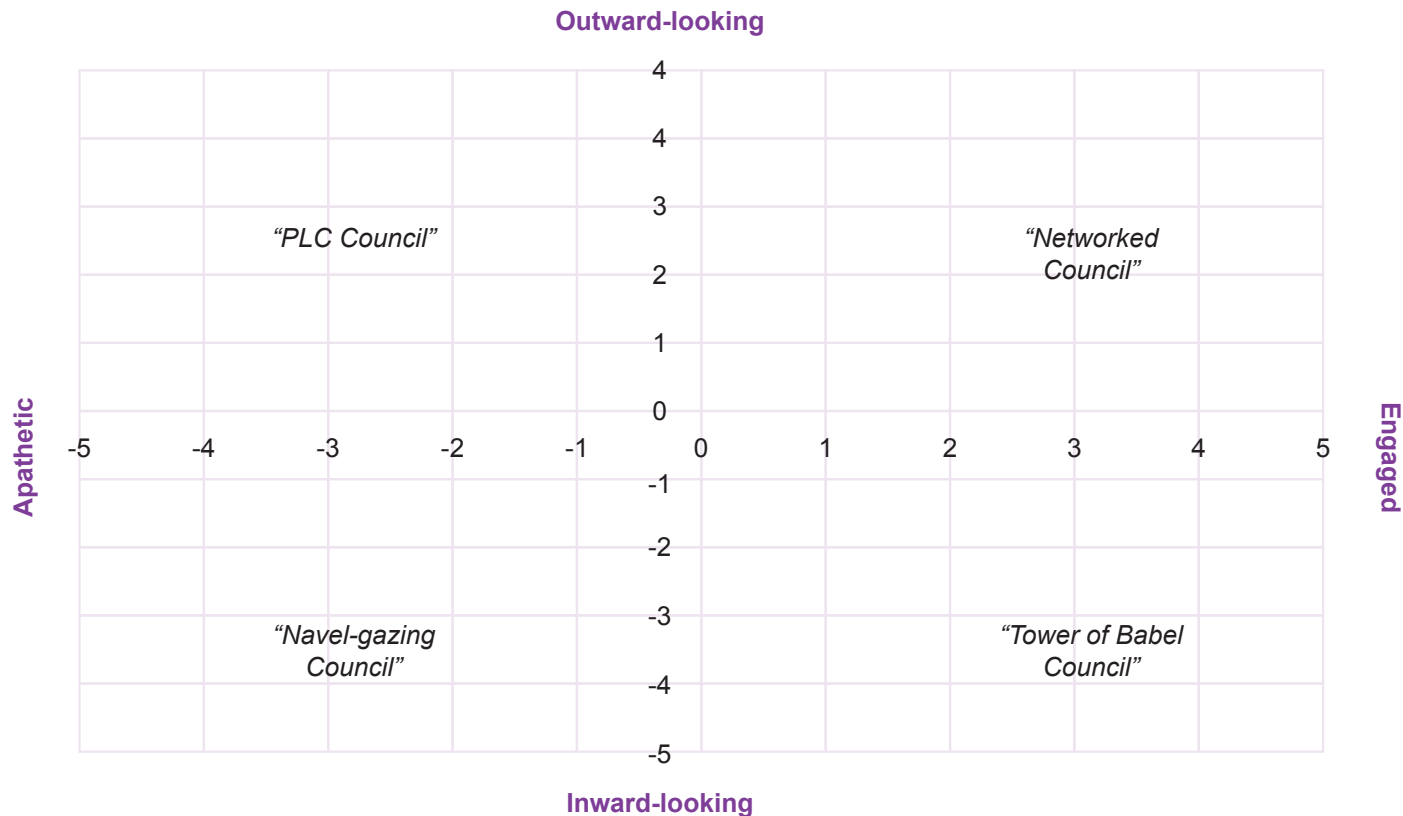 Outward-looking
4
4
3
“PLC Council”
“Networked
Council”
2
1
0
Apathetic
Engaged
-5 -4 -3 -2 -1 0 1 2 3 4 5
-1
-2
-3
“Navel-gazing
Council”
“Tower of Babel
Council”
-4
-5
Inward-looking